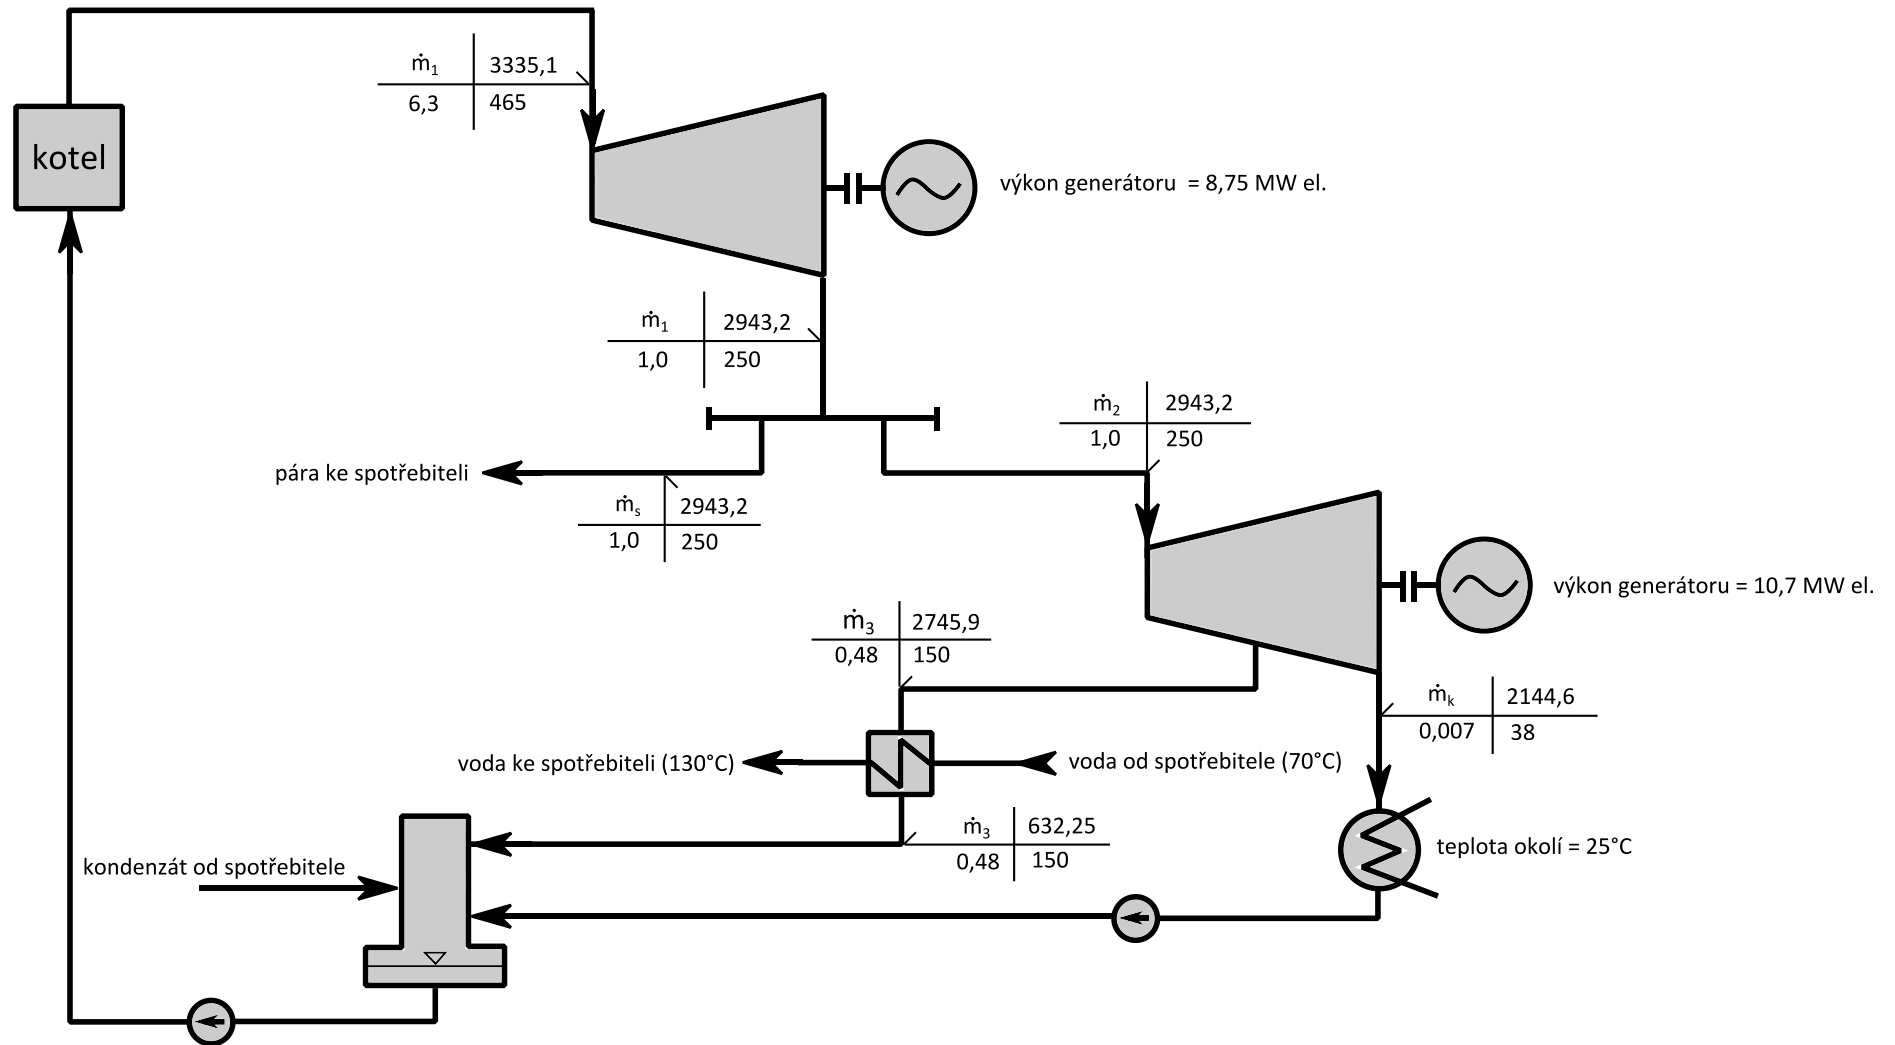 ṁ₁ 3335,1
6,3 465
kotel
výkon generátoru = 8,75 MW el.
ṁ₁ 2943,2
1,0 250
ṁ₂ 2943,2
1,0 250
pára ke spotřebiteli
ṁₛ 2943,2
1,0 250
výkon generátoru = 10,7 MW el.
ṁ₃ 2745,9
0,48 150
ṁₖ 2144,6
0,007 38
voda ke spotřebiteli (130°C)
voda od spotřebitele (70°C)
ṁ₃ 632,25
0,48 150
teplota okolí = 25°C
kondenzát od spotřebitele